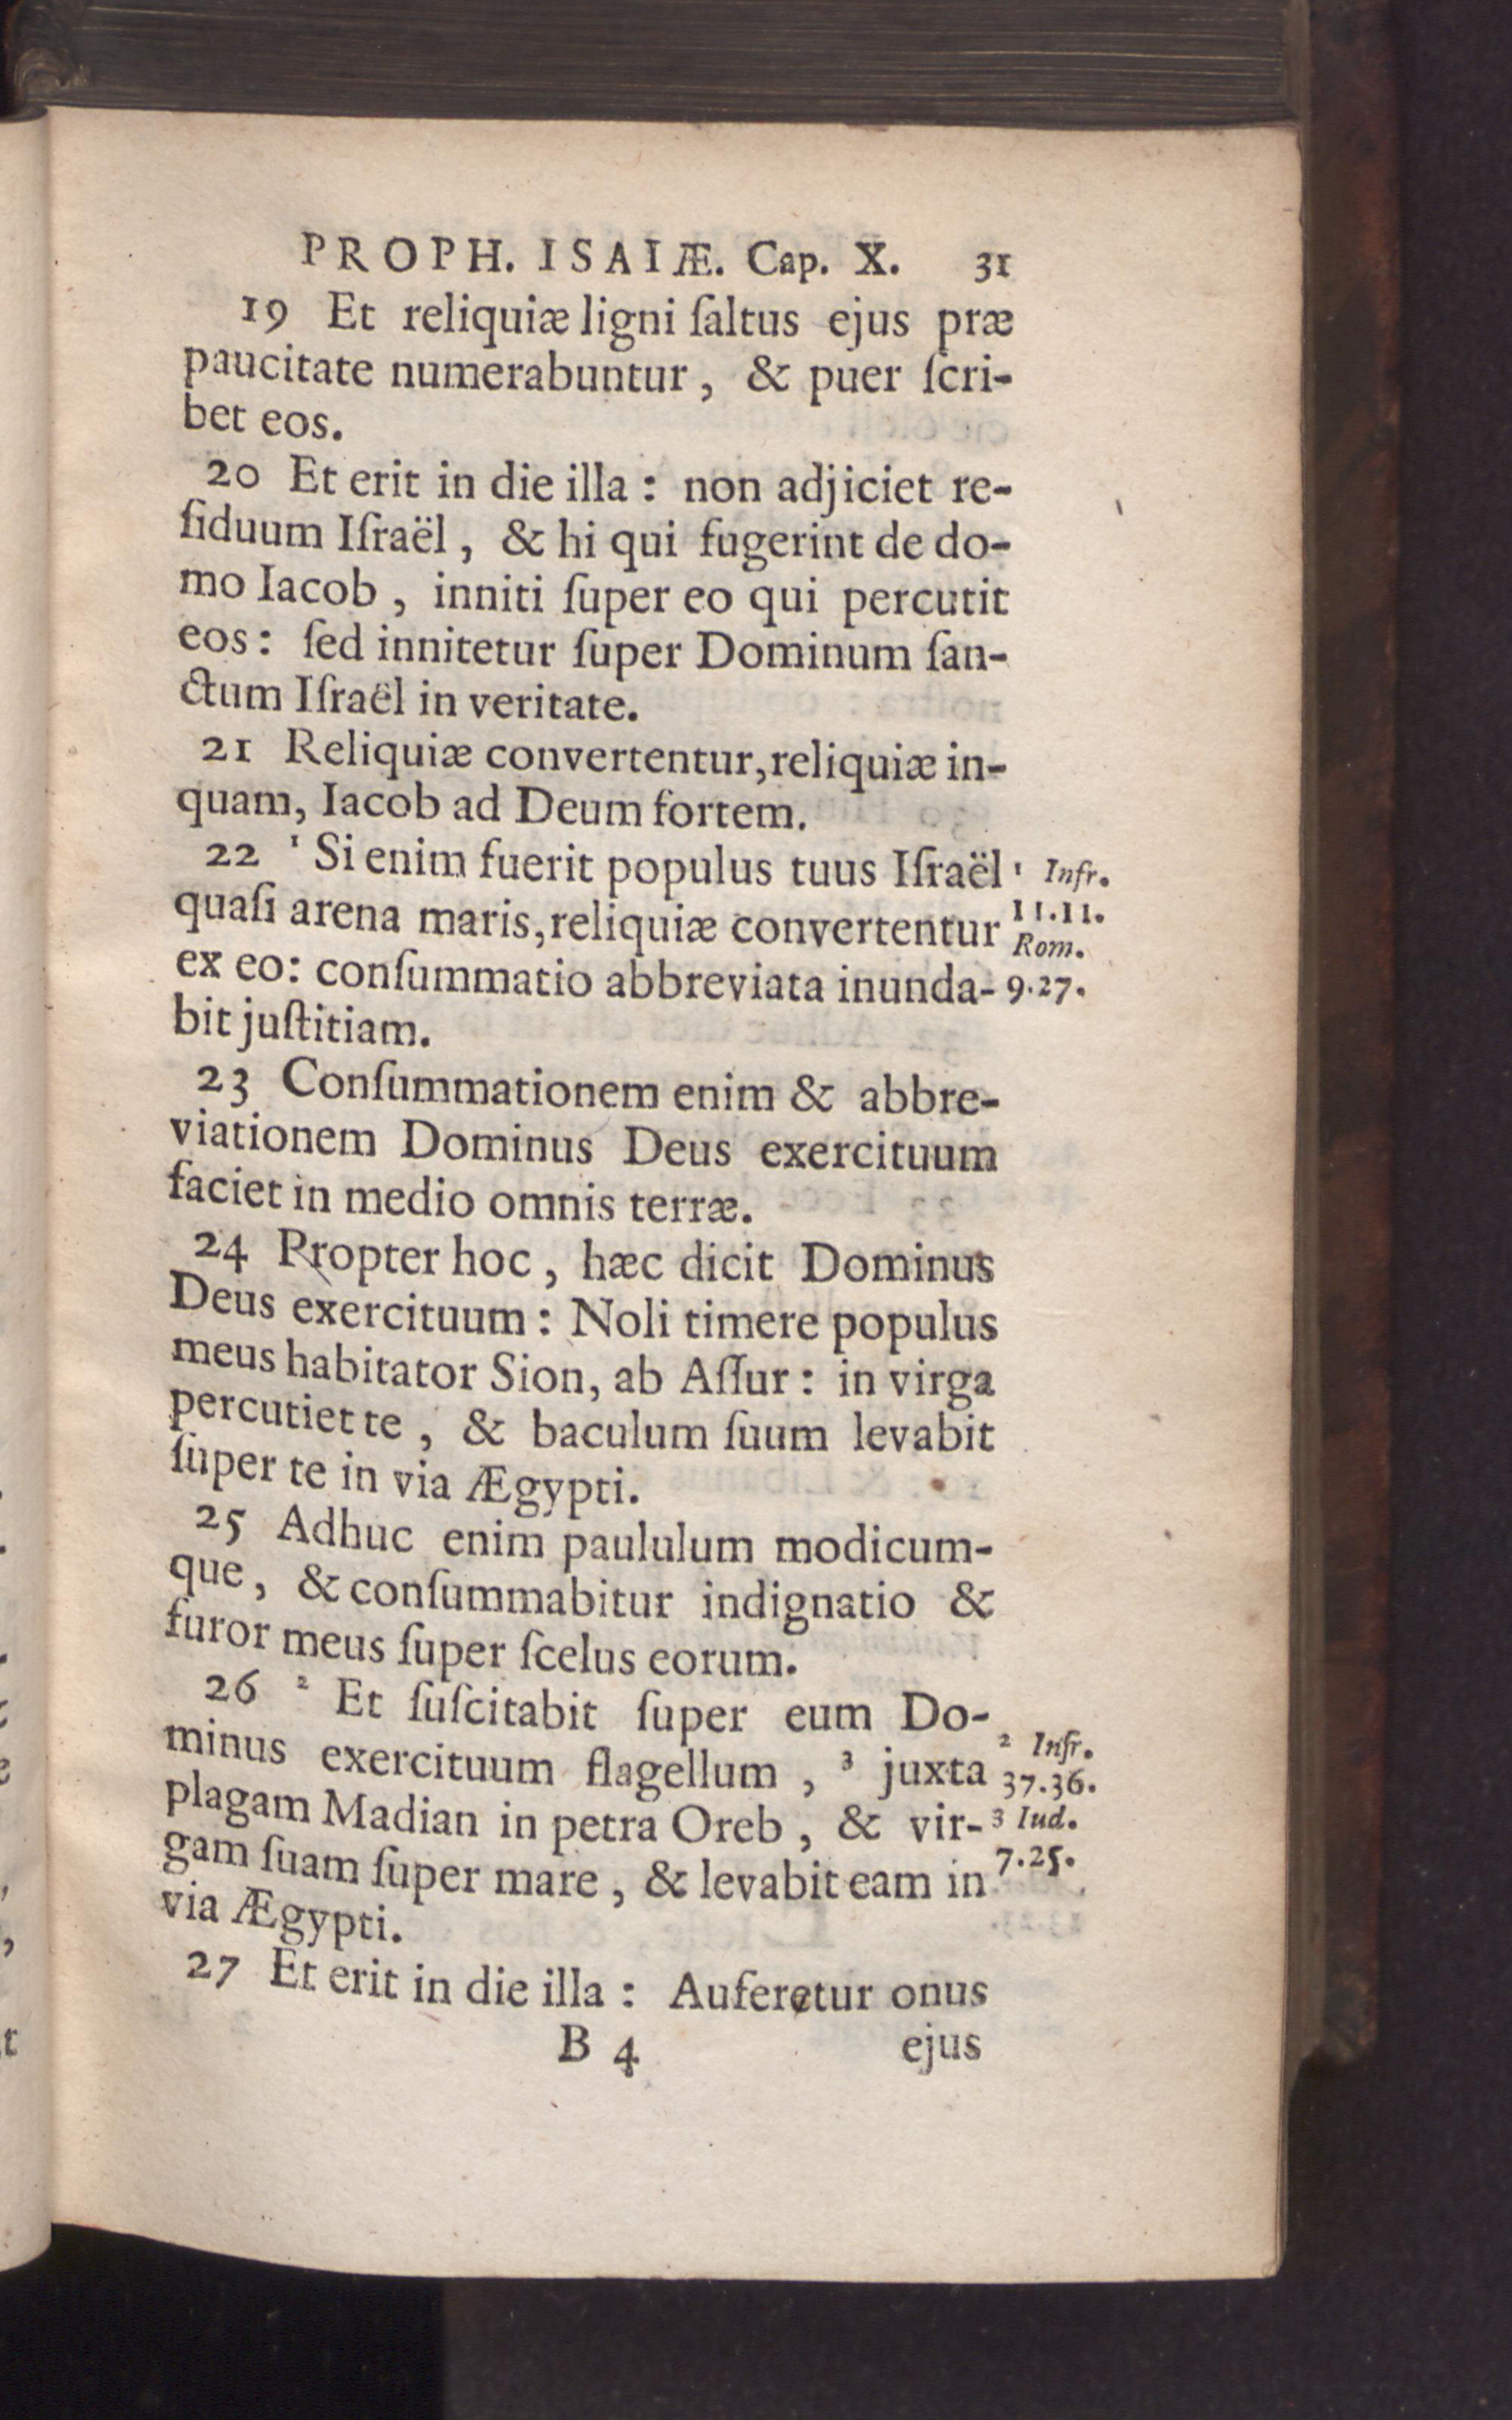 PROPH. ISAIÆ. Cap. X. 31
19 Et reliquiæ ligni ſaltus ejus præ
paucitate numerabuntur, & puer ſcri-
bet eos.
20 Et erit in die illa: non adjiciet re-
ſiduum Iſraël, & hi qui fugerint de do-
mo Iacob, inniti ſuper eo qui percutit
eos: ſed innitetur ſuper Dominum ſan-
ctum Iſraël in veritate.
21 Reliquiæ convertentur, reliquiæ in-
quam, Iacob ad Deum fortem.
22 ¹ Si enim fuerit populus tuus Iſraël
quaſi arena maris, reliquiæ convertentur
ex eo: conſummatio abbreviata inunda-
bit juſtitiam.
¹ Infr.
11.11.
Rom.
9.27.
23 Conſummationem enim & abbre-
viationem Dominus Deus exercituum
faciet in medio omnis terræ.
24 Propter hoc, hæc dicit Dominus
Deus exercituum: Noli timere populus
meus habitator Sion, ab Aſſur: in virga
percutiet te, & baculum ſuum levabit
ſuper te in via Ægypti.
25 Adhuc enim paululum modicum-
que, & conſummabitur indignatio &
furor meus ſuper ſcelus eorum.
26 ² Et ſuſcitabit ſuper eum Do-
minus exercituum flagellum, ³ juxta
plagam Madian in petra Oreb, & vir-
gam ſuam ſuper mare, & levabit eam in
via Ægypti.
² Infr.
37.36.
³ Iud.
7.25.
27 Et erit in die illa: Auferetur onus
B 4 ejus